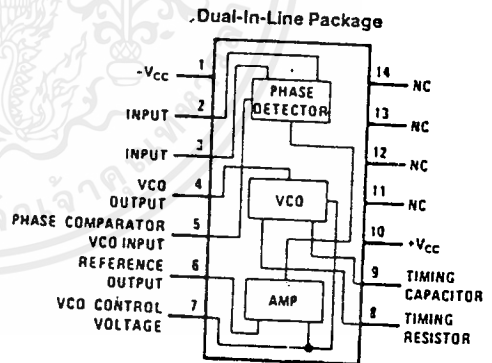 Dual-In-Line Package
-VCC
1
INPUT
2
INPUT
3
VCO
OUTPUT
4
PHASE COMPARATOR
VCO INPUT
5
REFERENCE
OUTPUT
6
VCO CONTROL
VOLTAGE
7
PHASE
DETECTOR
VCO
AMP
14
NC
13
NC
12
NC
11
NC
10
+VCC
9
TIMING
CAPACITOR
8
TIMING
RESISTOR